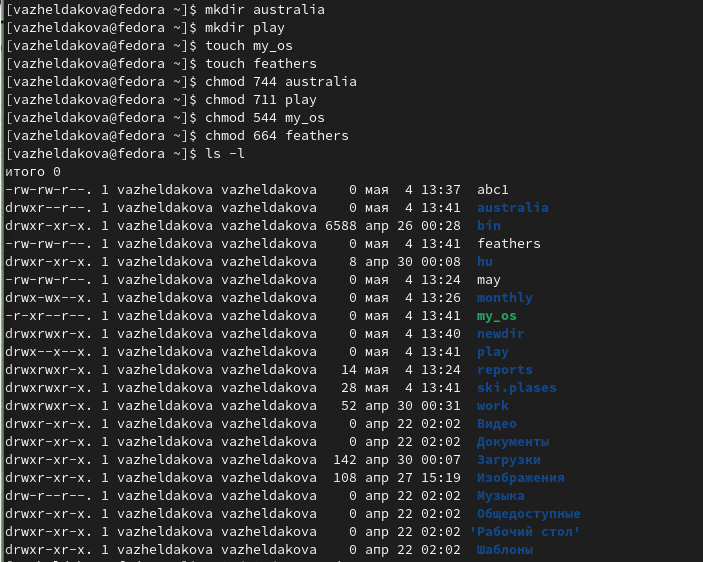 [vazheldakova@fedora ~]$ mkdir australia
[vazheldakova@fedora ~]$ mkdir play
[vazheldakova@fedora ~]$ touch my_os
[vazheldakova@fedora ~]$ touch feathers
[vazheldakova@fedora ~]$ chmod 744 australia
[vazheldakova@fedora ~]$ chmod 711 play
[vazheldakova@fedora ~]$ chmod 544 my_os
[vazheldakova@fedora ~]$ chmod 664 feathers
[vazheldakova@fedora ~]$ ls -l
итого 0
-rw-rw-r--. 1 vazheldakova vazheldakova    0 мая  4 13:37  abc1
drwxr--r--. 1 vazheldakova vazheldakova    0 мая  4 13:41  australia
drwxr-xr-x. 1 vazheldakova vazheldakova 6588 апр 26 00:28  bin
-rw-rw-r--. 1 vazheldakova vazheldakova    0 мая  4 13:41  feathers
drwxr-xr-x. 1 vazheldakova vazheldakova    8 апр 30 00:08  hu
-rw-rw-r--. 1 vazheldakova vazheldakova    0 мая  4 13:24  may
drwx-wx--x. 1 vazheldakova vazheldakova    0 мая  4 13:26  monthly
-r-xr--r--. 1 vazheldakova vazheldakova    0 мая  4 13:41  my_os
drwxrwxr-x. 1 vazheldakova vazheldakova    0 мая  4 13:40  newdir
drwx--x--x. 1 vazheldakova vazheldakova    0 мая  4 13:41  play
drwxrwxr-x. 1 vazheldakova vazheldakova   14 мая  4 13:24  reports
drwxrwxr-x. 1 vazheldakova vazheldakova   28 мая  4 13:41  ski.plases
drwxrwxr-x. 1 vazheldakova vazheldakova   52 апр 30 00:31  work
drwxr-xr-x. 1 vazheldakova vazheldakova    0 апр 22 02:02  Видео
drwxr-xr-x. 1 vazheldakova vazheldakova    0 апр 22 02:02  Документы
drwxr-xr-x. 1 vazheldakova vazheldakova  142 апр 30 00:07  Загрузки
drwxr-xr-x. 1 vazheldakova vazheldakova  108 апр 27 15:19  Изображения
drw-r--r--. 1 vazheldakova vazheldakova    0 апр 22 02:02  Музыка
drwxr-xr-x. 1 vazheldakova vazheldakova    0 апр 22 02:02  Общедоступные
drwxr-xr-x. 1 vazheldakova vazheldakova    0 апр 22 02:02 'Рабочий стол'
drwxr-xr-x. 1 vazheldakova vazheldakova    0 апр 22 02:02  Шаблоны